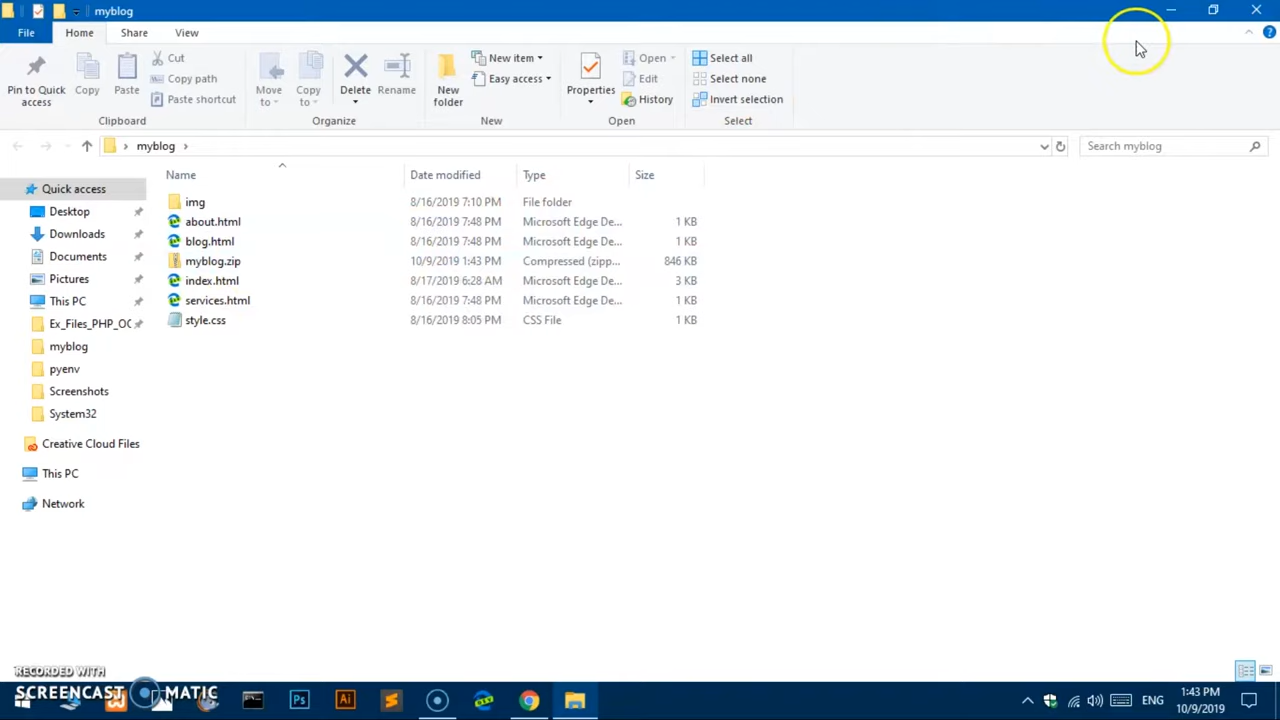 myblog
File Home Share View
Pin to Quick access
Copy
Paste
Cut
Copy path
Paste shortcut
Clipboard
Move to
Copy to
Delete
Rename
Organize
New folder
New item
Easy access
New
Properties
Open
Edit
History
Open
Select all
Select none
Invert selection
Select
myblog
Search myblog
Name Date modified Type Size
img 8/16/2019 7:10 PM File folder
about.html 8/16/2019 7:48 PM Microsoft Edge De... 1 KB
blog.html 8/16/2019 7:48 PM Microsoft Edge De... 1 KB
myblog.zip 10/9/2019 1:43 PM Compressed (zipp... 846 KB
index.html 8/17/2019 6:28 AM Microsoft Edge De... 3 KB
services.html 8/16/2019 7:48 PM Microsoft Edge De... 1 KB
style.css 8/16/2019 8:05 PM CSS File 1 KB
Quick access
Desktop
Downloads
Documents
Pictures
This PC
Ex_Files_PHP_OO
myblog
pyenv
Screenshots
System32
Creative Cloud Files
This PC
Network
RECORDED WITH
SCREENCAST MATIC
Ps
Ai
ENG
1:43 PM
10/9/2019